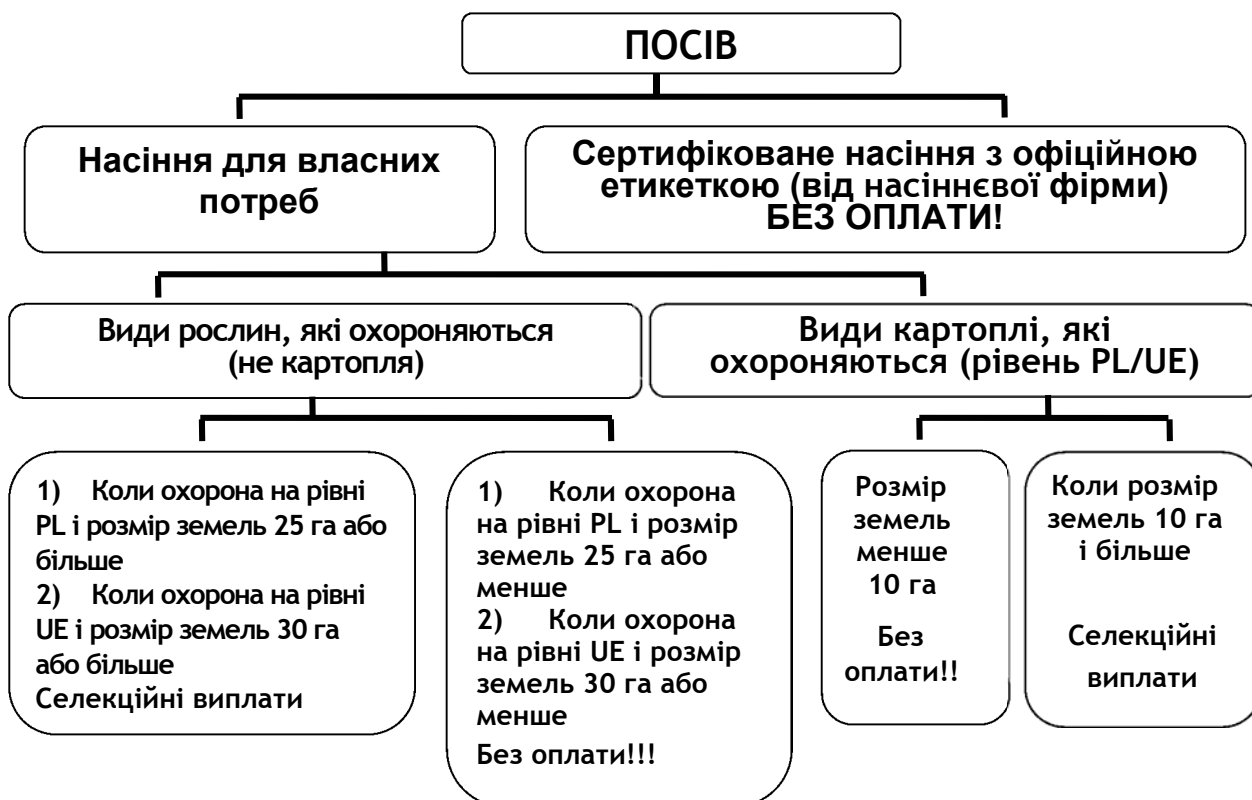 ПОСІВ
Насіння для власних
потреб
Сертифіковане насіння з офіційною
етикеткою (від насіннєвої фірми)
БЕЗ ОПЛАТИ!
Види рослин, які охороняються
(не картопля)
Види картоплі, які
охороняються (рівень PL/UE)
1) Коли охорона на рівні
PL і розмір земель 25 га або
більше
2) Коли охорона на рівні
UE і розмір земель 30 га
або більше
Селекційні виплати
1) Коли охорона
на рівні PL і розмір
земель 25 га або
менше
2) Коли охорона
на рівні UE і розмір
земель 30 га або
менше
Без оплати!!!
Розмір
земель
менше
10 га
Без
оплати!!
Коли розмір
земель 10 га
і більше
Селекційні
виплати